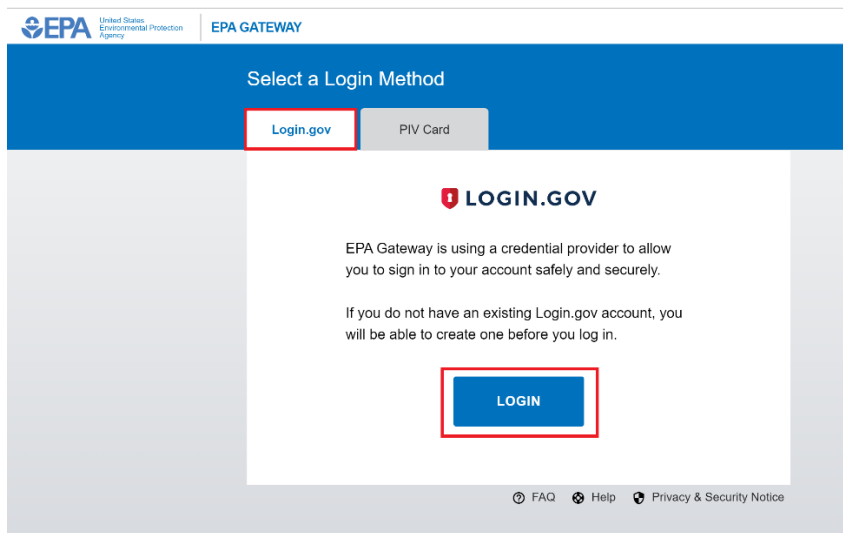 EPA
United States
Environmental Protection
Agency
EPA GATEWAY
Select a Login Method
Login.gov
PIV Card
LOGIN.GOV
EPA Gateway is using a credential provider to allow
you to sign in to your account safely and securely.
If you do not have an existing Login.gov account, you
will be able to create one before you log in.
LOGIN
FAQ Help Privacy & Security Notice